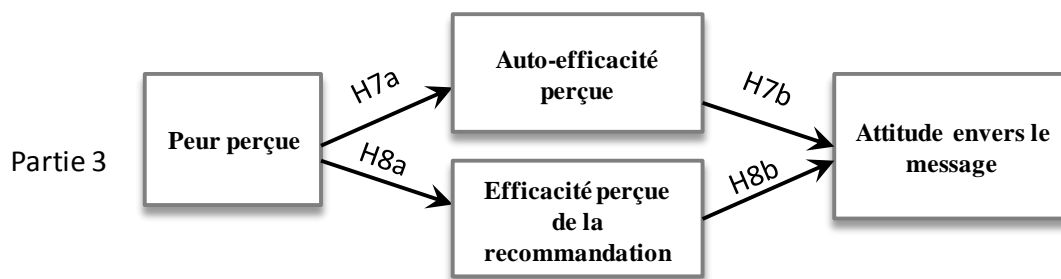 Partie 3
Peur perçue
H7a
H8a
Auto-efficacité
perçue
Efficacité perçue
de la
recommandation
H7b
H8b
Attitude envers le
message